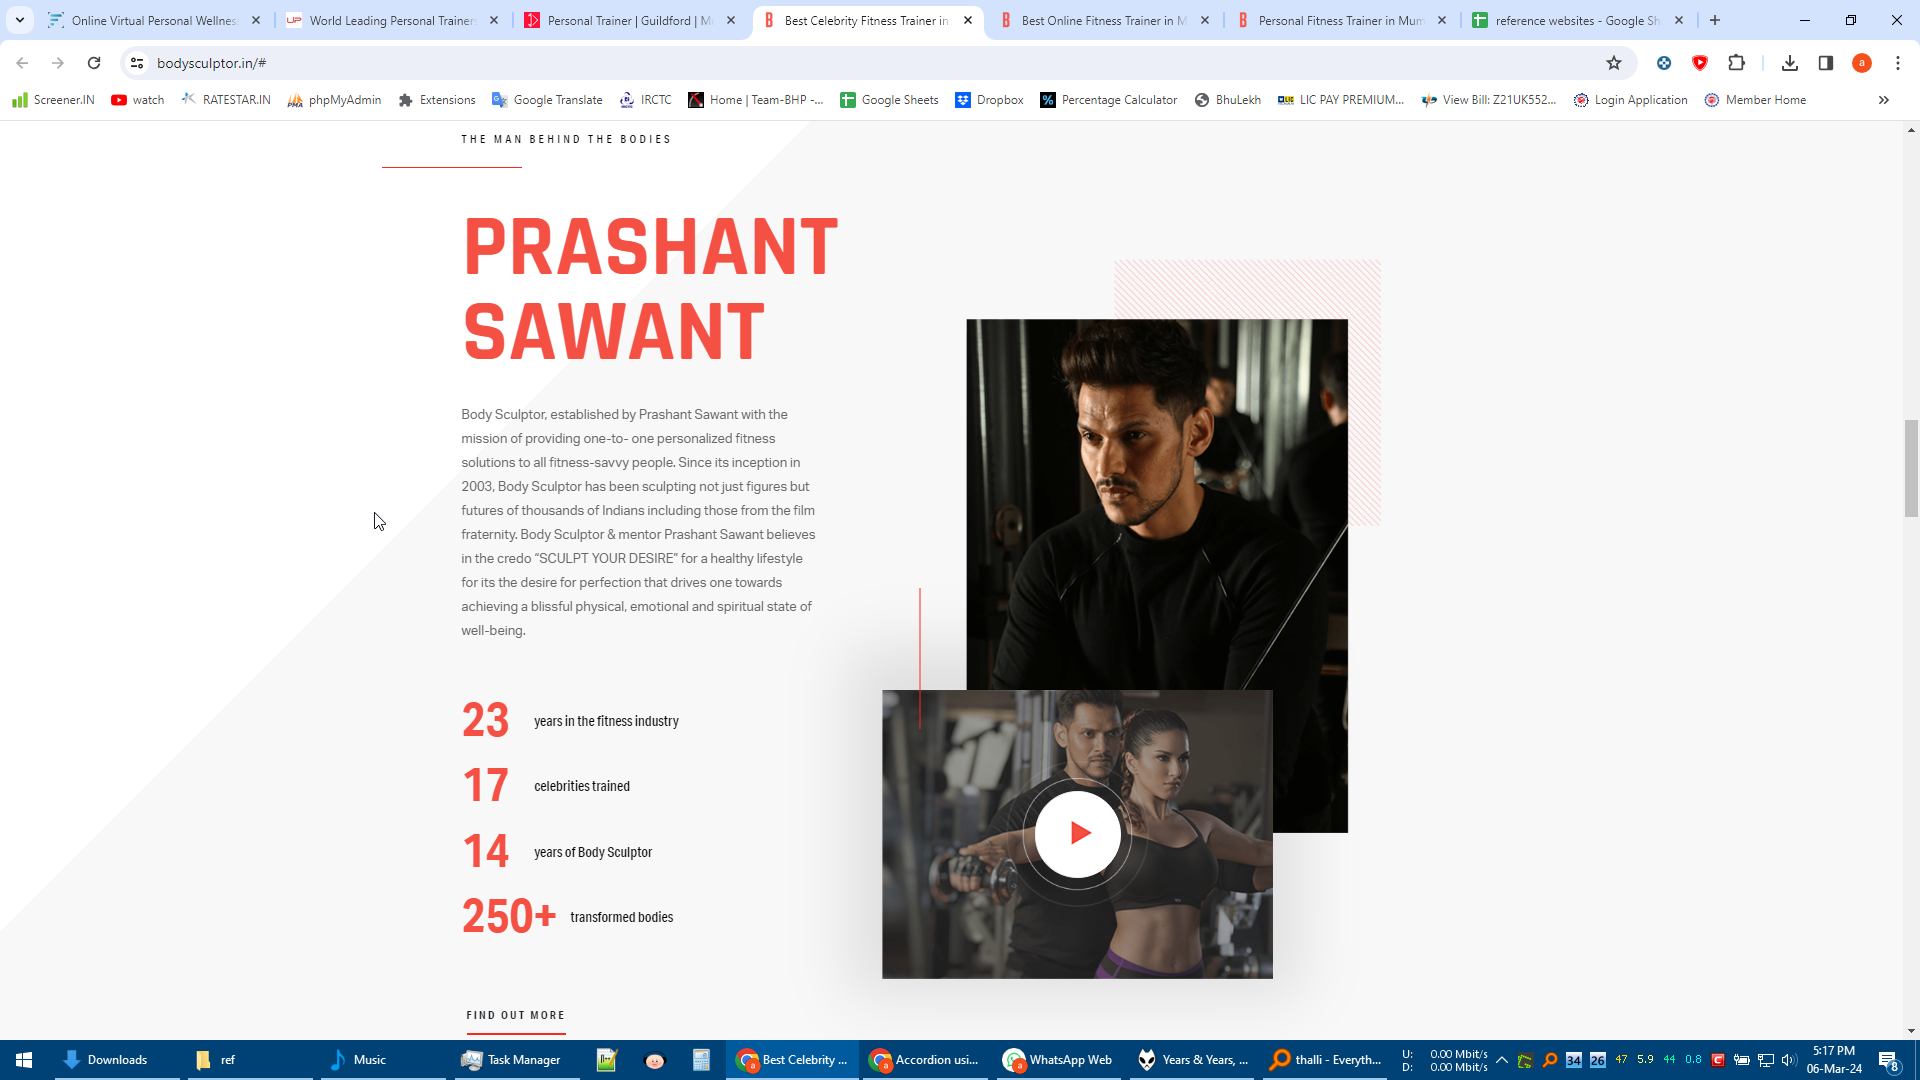 Online Virtual Personal Wellnes
World Leading Personal Trainers
Personal Trainer | Guildford | M
Best Celebrity Fitness Trainer in
Best Online Fitness Trainer in M
Personal Fitness Trainer in Mum
reference websites - Google Sh
bodysculptor.in/#
Screener.IN
watch
RATESTAR.IN
phpMyAdmin
Extensions
Google Translate
IRCTC
Home | Team-BHP -...
Google Sheets
Dropbox
Percentage Calculator
BhuLekh
LIC PAY PREMIUM...
View Bill: Z21UK552...
Login Application
Member Home
THE MAN BEHIND THE BODIES
PRASHANT
SAWANT
Body Sculptor, established by Prashant Sawant with the
mission of providing one-to- one personalized fitness
solutions to all fitness-savvy people. Since its inception in
2003, Body Sculptor has been sculpting not just figures but
futures of thousands of Indians including those from the film
fraternity. Body Sculptor & mentor Prashant Sawant believes
in the credo “SCULPT YOUR DESIRE” for a healthy lifestyle
for its the desire for perfection that drives one towards
achieving a blissful physical, emotional and spiritual state of
well-being.
23 years in the fitness industry
17 celebrities trained
14 years of Body Sculptor
250+ transformed bodies
FIND OUT MORE
Downloads
ref
Music
Task Manager
Best Celebrity ...
Accordion usi...
WhatsApp Web
Years & Years, ...
thalli - Everyth...
U: 0.00 Mbit/s
D: 0.00 Mbit/s
34 26 47 5.9 44 0.8
5:17 PM
06-Mar-24
8